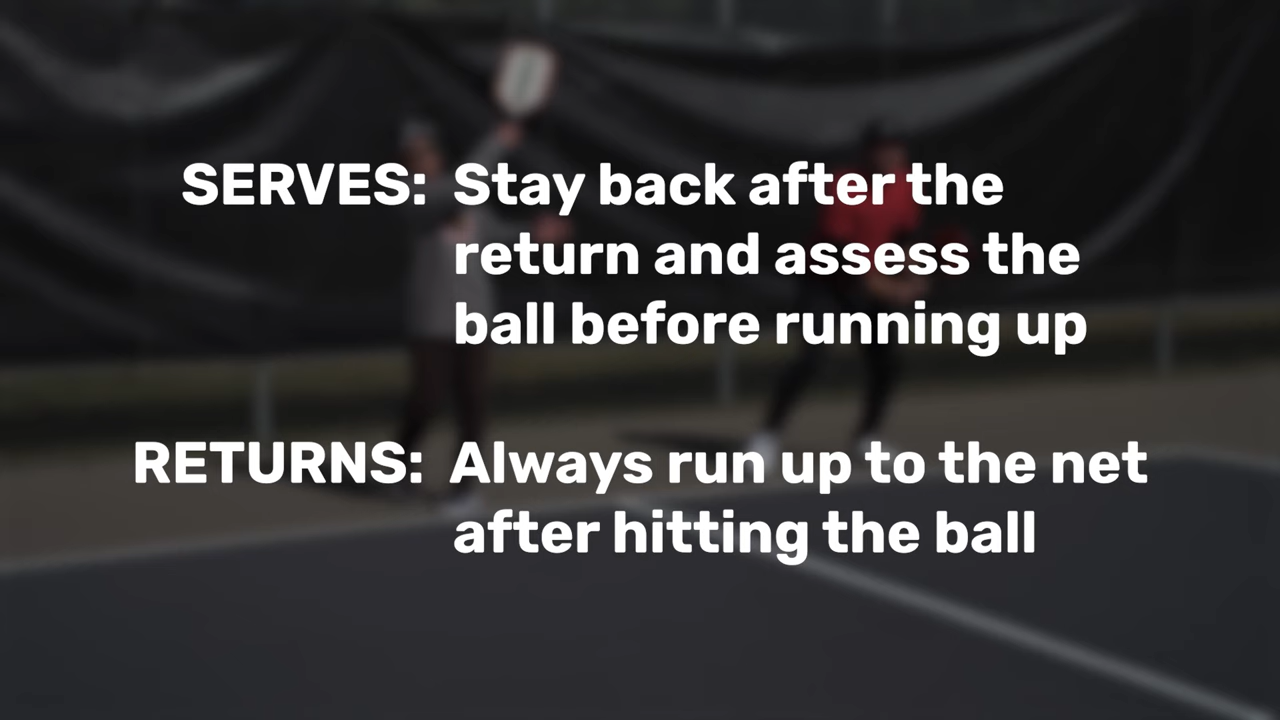 SERVES: Stay back after the
return and assess the
ball before running up
RETURNS: Always run up to the net
after hitting the ball